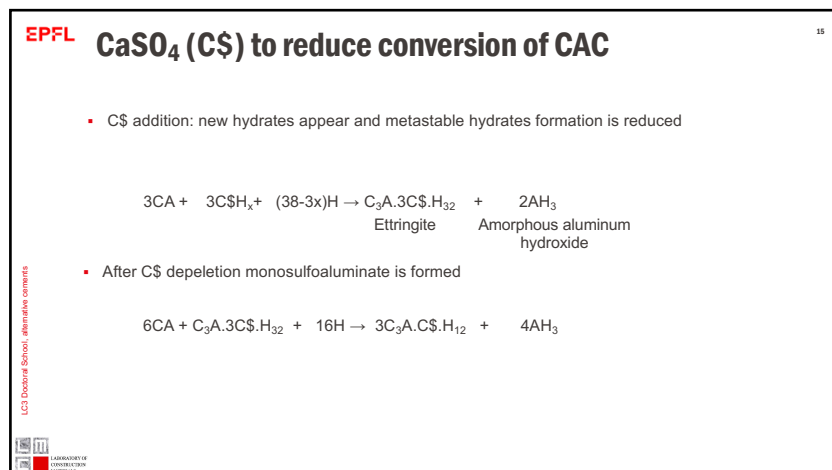 EPFL
CaSO₄ (C$) to reduce conversion of CAC
15
▪ C$ addition: new hydrates appear and metastable hydrates formation is reduced
3CA + 3C$Hₓ+ (38-3x)H → C₃A.3C$.H₃₂ + 2AH₃
Ettringite Amorphous aluminum
hydroxide
▪ After C$ depeletion monosulfoaluminate is formed
6CA + C₃A.3C$.H₃₂ + 16H → 3C₃A.C$.H₁₂ + 4AH₃
LC3 Doctoral School, alternative cements
LABORATORY OF
CONSTRUCTION